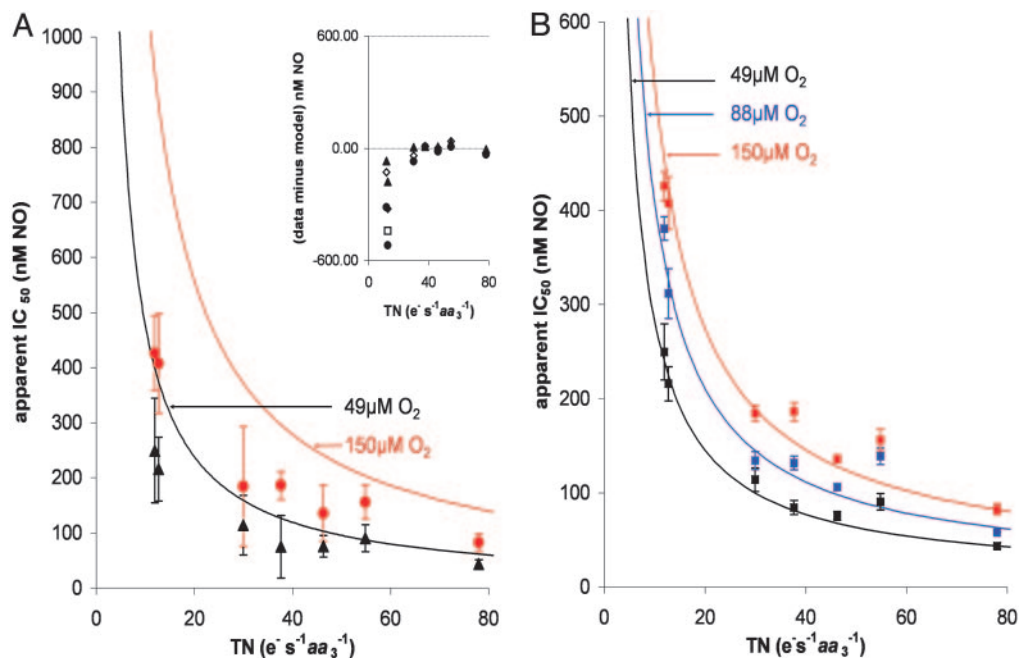 A
apparent IC50 (nM NO)
1000
900
800
700
600
500
400
300
200
100
0
0 20 40 60 80
TN (e- s-1 aa3-1)
49µM O2
150µM O2
(data minus model) nM NO
600.00
0.00
-600.00
0 40 80
TN (e- s-1 aa3-1)
B
apparent IC50 (nM NO)
600
500
400
300
200
100
0
0 20 40 60 80
TN (e- s-1 aa3-1)
49µM O2
88µM O2
150µM O2